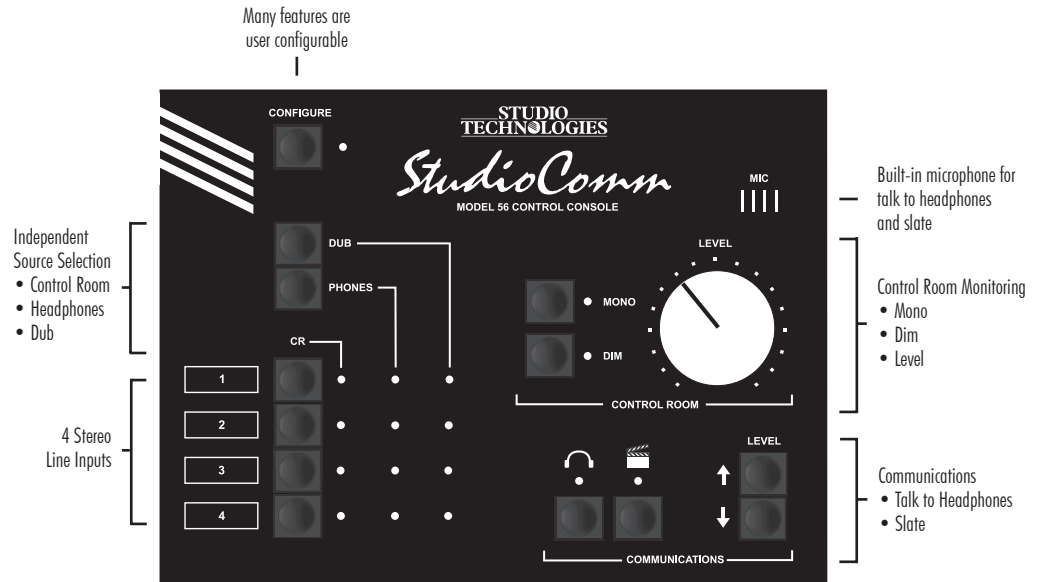 Many features are
user configurable
CONFIGURE
STUDIO
TECHNOLOGIES
StudioComm
MODEL 56 CONTROL CONSOLE
MIC
Built-in microphone for
talk to headphones
and slate
Independent
Source Selection
• Control Room
• Headphones
• Dub
DUB
PHONES
CR
LEVEL
MONO
DIM
CONTROL ROOM
Control Room Monitoring
• Mono
• Dim
• Level
4 Stereo
Line Inputs
1
2
3
4
LEVEL
COMMUNICATIONS
Communications
• Talk to Headphones
• Slate